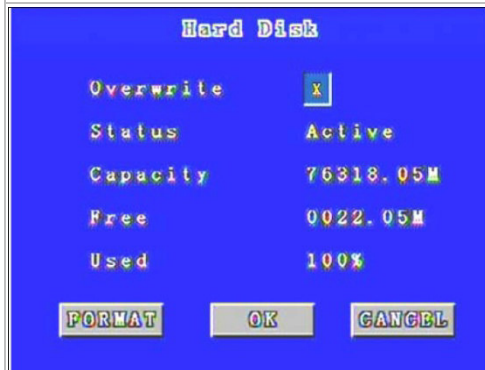 Hard Disk
Overwrite X
Status Active
Capacity 76318.05M
Free 0022.05M
Used 100%
FORMAT OK CANCEL